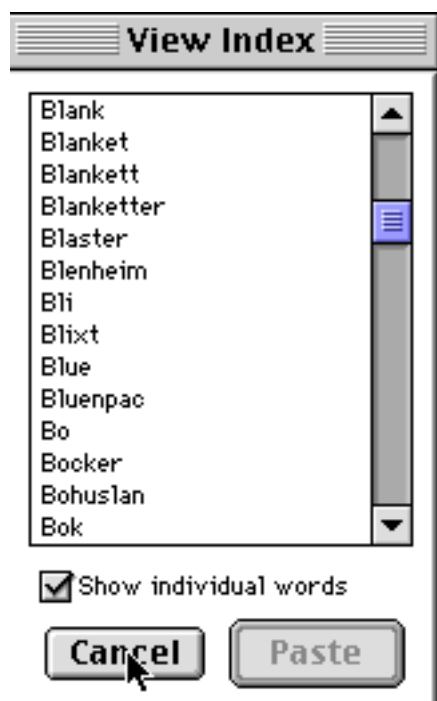 View Index
Blank
Blanket
Blankett
Blanketter
Blaster
Blenheim
Bli
Blixt
Blue
Bluenpac
Bo
Bocker
Bohuslan
Bok
Show individual words
Cancel Paste